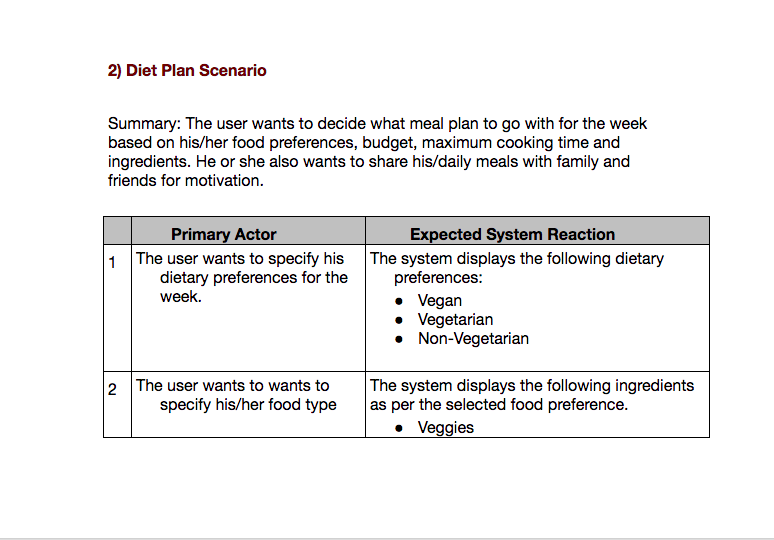 2) Diet Plan Scenario
Summary: The user wants to decide what meal plan to go with for the week
based on his/her food preferences, budget, maximum cooking time and
ingredients. He or she also wants to share his/daily meals with family and
friends for motivation.
Primary Actor
Expected System Reaction
1
The user wants to specify his
dietary preferences for the
week.
The system displays the following dietary
preferences:
● Vegan
● Vegetarian
● Non-Vegetarian
2
The user wants to wants to
specify his/her food type
The system displays the following ingredients
as per the selected food preference.
● Veggies